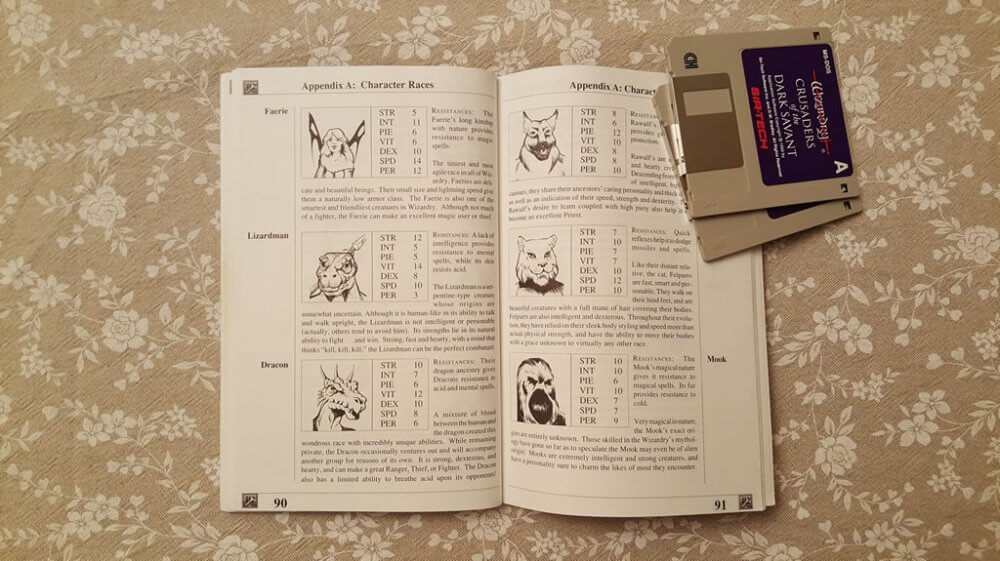 Appendix A: Character Races
Faerie
STR 5
INT 11
PIE 6
VIT 6
DEX 10
SPD 14
PER 12
RESISTANCES: The
Faerie's long kinship
with nature provides
resistance to magic
spells.
The tiniest and most
agile race in all of Wiz-
ardry, Faeries are deli-
cate and beautiful beings. Their small size and lightning speed give
them a naturally low armor class. The Faerie is also one of the
smartest and friendliest creatures in Wizardry. Although not much
of a fighter, the Faerie can make an excellent magic user or thief.
Lizardman
STR 12
INT 5
PIE 5
VIT 14
DEX 8
SPD 10
PER 3
RESISTANCES: A lack of
intelligence provides
resistance to mental
spells, while its skin
resists acid.
The Lizardman is a ser-
pentine-type creature
whose origins are
somewhat uncertain. Although it is human-like in its ability to talk
and walk upright, the Lizardman is not intelligent or personable
(actually, others tend to avoid him). Its strengths lie in its natural
ability to fight . . . and win. Strong, fast and hearty, with a mind that
thinks "kill, kill, kill," the Lizardman can be the perfect combatant.
Dracon
STR 10
INT 7
PIE 6
VIT 12
DEX 10
SPD 8
PER 6
RESISTANCES: Their
dragon ancestry gives
Dracons resistance to
acid and mental spells.
A mixture of blood
between the human and
the dragon created this
wondrous race with incredibly unique abilities. While remaining
private, the Dracon occasionally ventures out and will accompany
another group for reasons of its own. It is strong, dexterous, and
hearty, and can make a great Ranger, Thief, or Fighter. The Dracon
also has a limited ability to breathe acid upon its opponents!
90
Appendix A: Charact
STR 8
INT 6
PIE 12
VIT 10
DEX 8
SPD 8
PER 10
RESISTANCES:
Rawulf's
provides
protection.
Rawulf's are
and hearty
Descending from
of intelligent,
canines, they share their ancestors' caring personality and thick
as well as an indication of their speed, strength and dexterity.
Rawulf's desire to learn coupled with high piety also help it
become an excellent Priest.
STR 7
INT 10
PIE 7
VIT 7
DEX 10
SPD 12
PER 10
RESISTANCES: Quick
reflexes help it to dodge
missiles and spells.
Like their distant rela-
tive, the cat, Felpurrs
are fast, smart and per-
sonable. They walk on
their hind feet, and are
beautiful creatures with a full mane of hair covering their bodies.
Felpurrs are also intelligent and dexterous. Throughout their evolu-
tion, they have relied on their sleek body styling and speed more than
actual physical strength, and have the ability to move their bodies
with a grace unknown to virtually any other race.
Mook
STR 10
INT 10
PIE 6
VIT 10
DEX 7
SPD 7
PER 9
RESISTANCES: The
Mook's magical nature
gives it resistance to
magical spells. Its fur
provides resistance to
cold.
Very magical in nature,
the Mook's exact ori-
gins are entirely unknown. Those skilled in the Wizardry's mythol-
ogy have gone so far as to speculate the Mook may even be of alien
origin! Mooks are extremely intelligent and strong creatures, and
have a personality sure to charm the likes of most they encounter.
91
MS-DOS
Wizardry
CRUSADERS
of the
DARK SAVANT
SIR-TECH
A